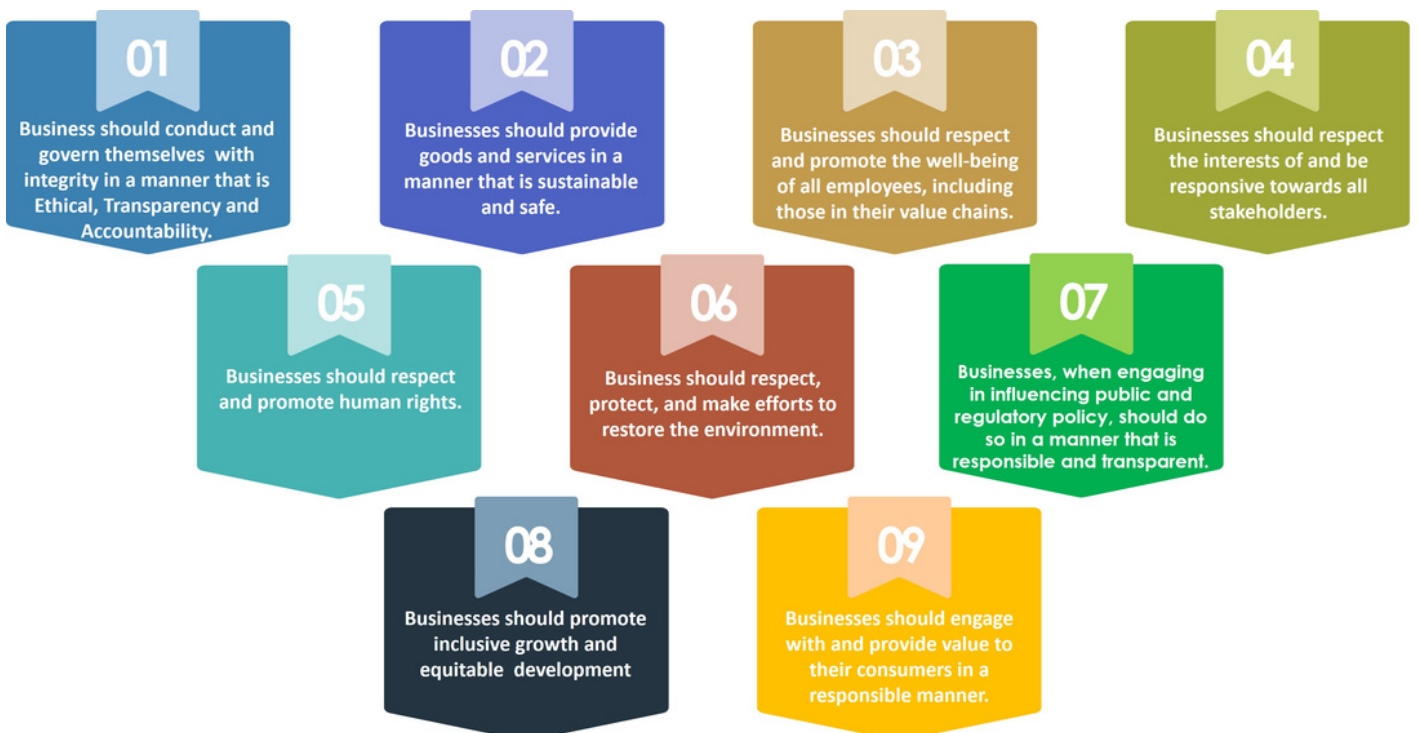 01
Business should conduct and
govern themselves with
integrity in a manner that is
Ethical, Transparency and
Accountability.
02
Businesses should provide
goods and services in a
manner that is sustainable
and safe.
03
Businesses should respect
and promote the well-being
of all employees, including
those in their value chains.
04
Businesses should respect
the interests of and be
responsive towards all
stakeholders.
05
Businesses should respect
and promote human rights.
06
Business should respect,
protect, and make efforts to
restore the environment.
07
Businesses, when engaging
in influencing public and
regulatory policy, should do
so in a manner that is
responsible and transparent.
08
Businesses should promote
inclusive growth and
equitable development
09
Businesses should engage
with and provide value to
their consumers in a
responsible manner.